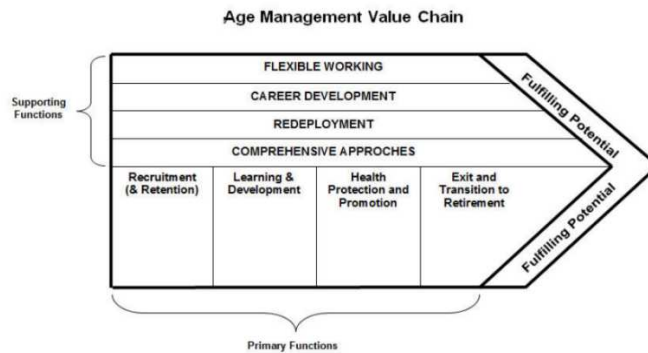 Age Management Value Chain
FLEXIBLE WORKING
CAREER DEVELOPMENT
REDEPLOYMENT
COMPREHENSIVE APPROCHES
Supporting
Functions
Recruitment
(& Retention)
Learning &
Development
Health
Protection and
Promotion
Exit and
Transition to
Retirement
Fulfilling Potential
Fulfilling Potential
Primary Functions